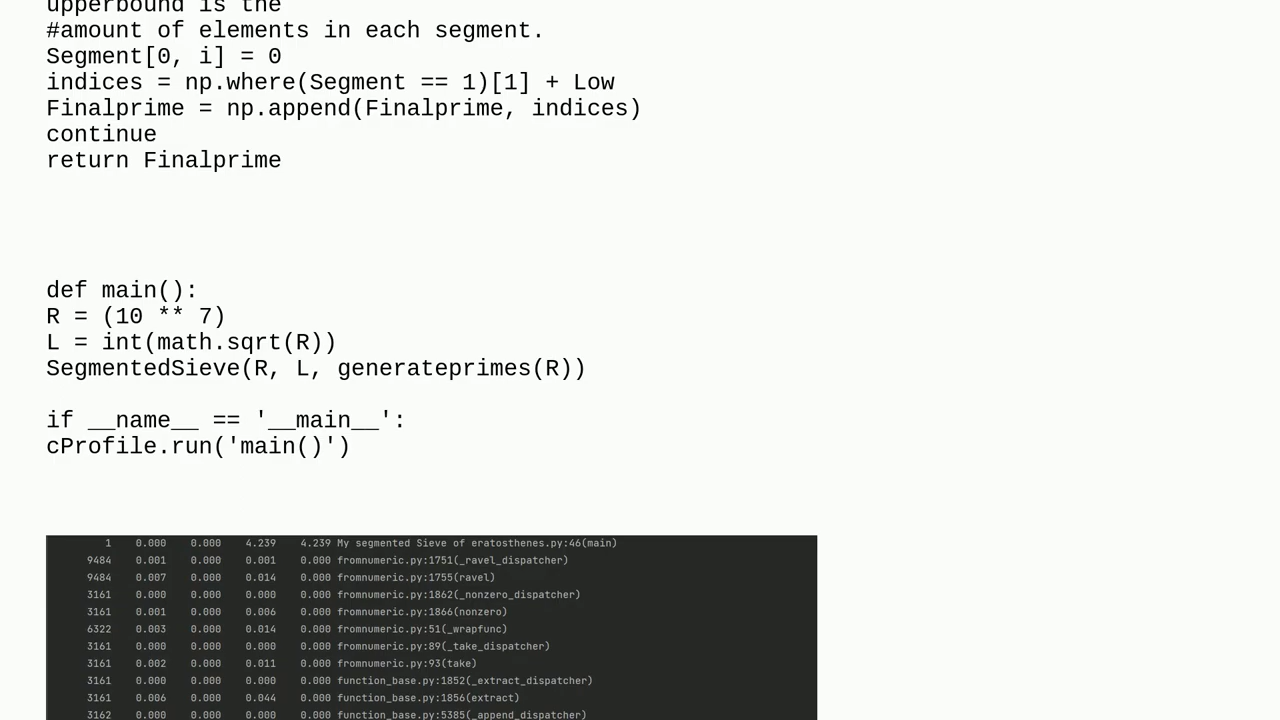 upperbound is the
#amount of elements in each segment.
Segment[0, i] = 0
indices = np.where(Segment == 1)[1] + Low
Finalprime = np.append(Finalprime, indices)
continue
return Finalprime
def main():
R = (10 ** 7)
L = int(math.sqrt(R))
SegmentedSieve(R, L, generateprimes(R))
if __name__ == '__main__':
cProfile.run('main()')
1 0.000 0.000 4.239 4.239 My segmented Sieve of eratosthenes.py:46(main)
9484 0.001 0.000 0.001 0.000 fromnumeric.py:1751(_ravel_dispatcher)
9484 0.007 0.000 0.014 0.000 fromnumeric.py:1755(ravel)
3161 0.000 0.000 0.000 0.000 fromnumeric.py:1862(_nonzero_dispatcher)
3161 0.001 0.000 0.006 0.000 fromnumeric.py:1866(nonzero)
6322 0.003 0.000 0.014 0.000 fromnumeric.py:51(_wrapfunc)
3161 0.000 0.000 0.000 0.000 fromnumeric.py:89(_take_dispatcher)
3161 0.002 0.000 0.011 0.000 fromnumeric.py:93(take)
3161 0.000 0.000 0.000 0.000 function_base.py:1852(_extract_dispatcher)
3161 0.006 0.000 0.044 0.000 function_base.py:1856(extract)
3162 0.000 0.000 0.000 0.000 function_base.py:5385(_append_dispatcher)